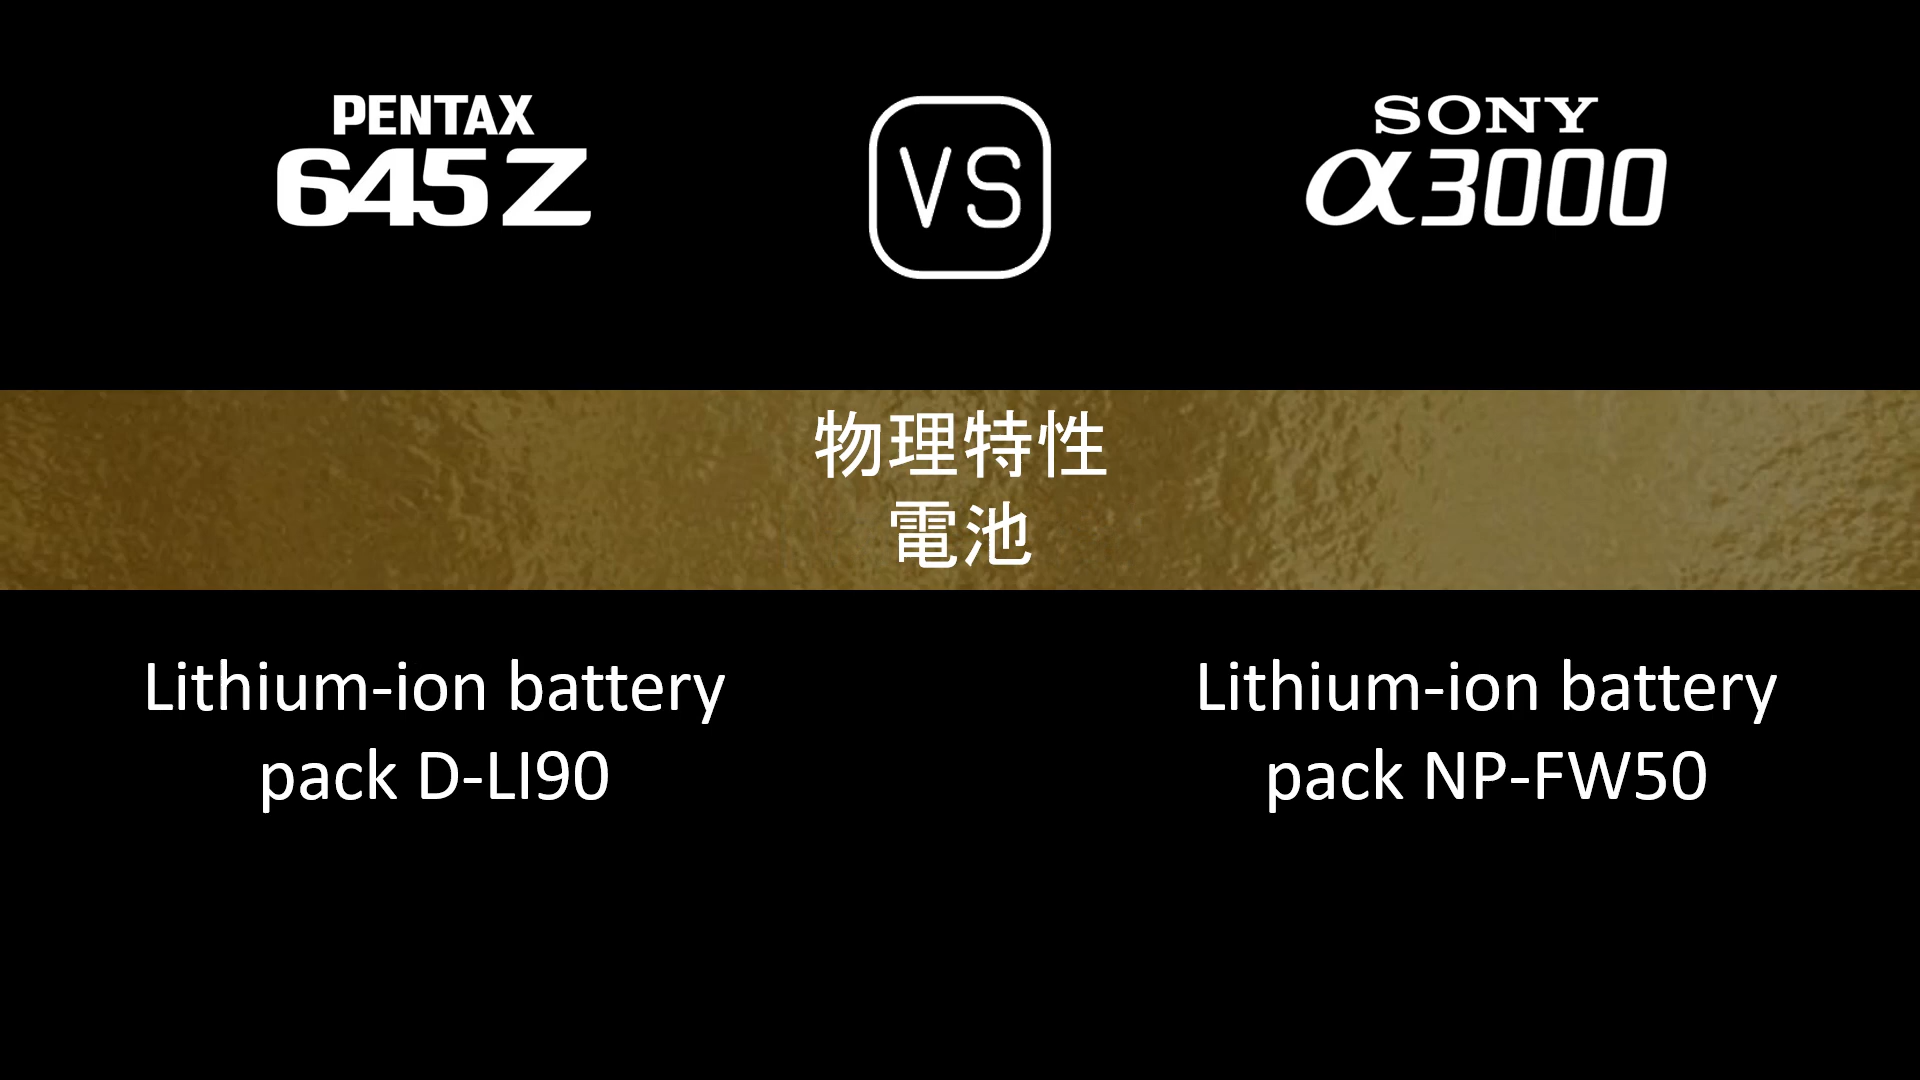 PENTAX
645Z
VS
SONY
α3000
物理特性
電池
Lithium-ion battery
pack D-LI90
Lithium-ion battery
pack NP-FW50